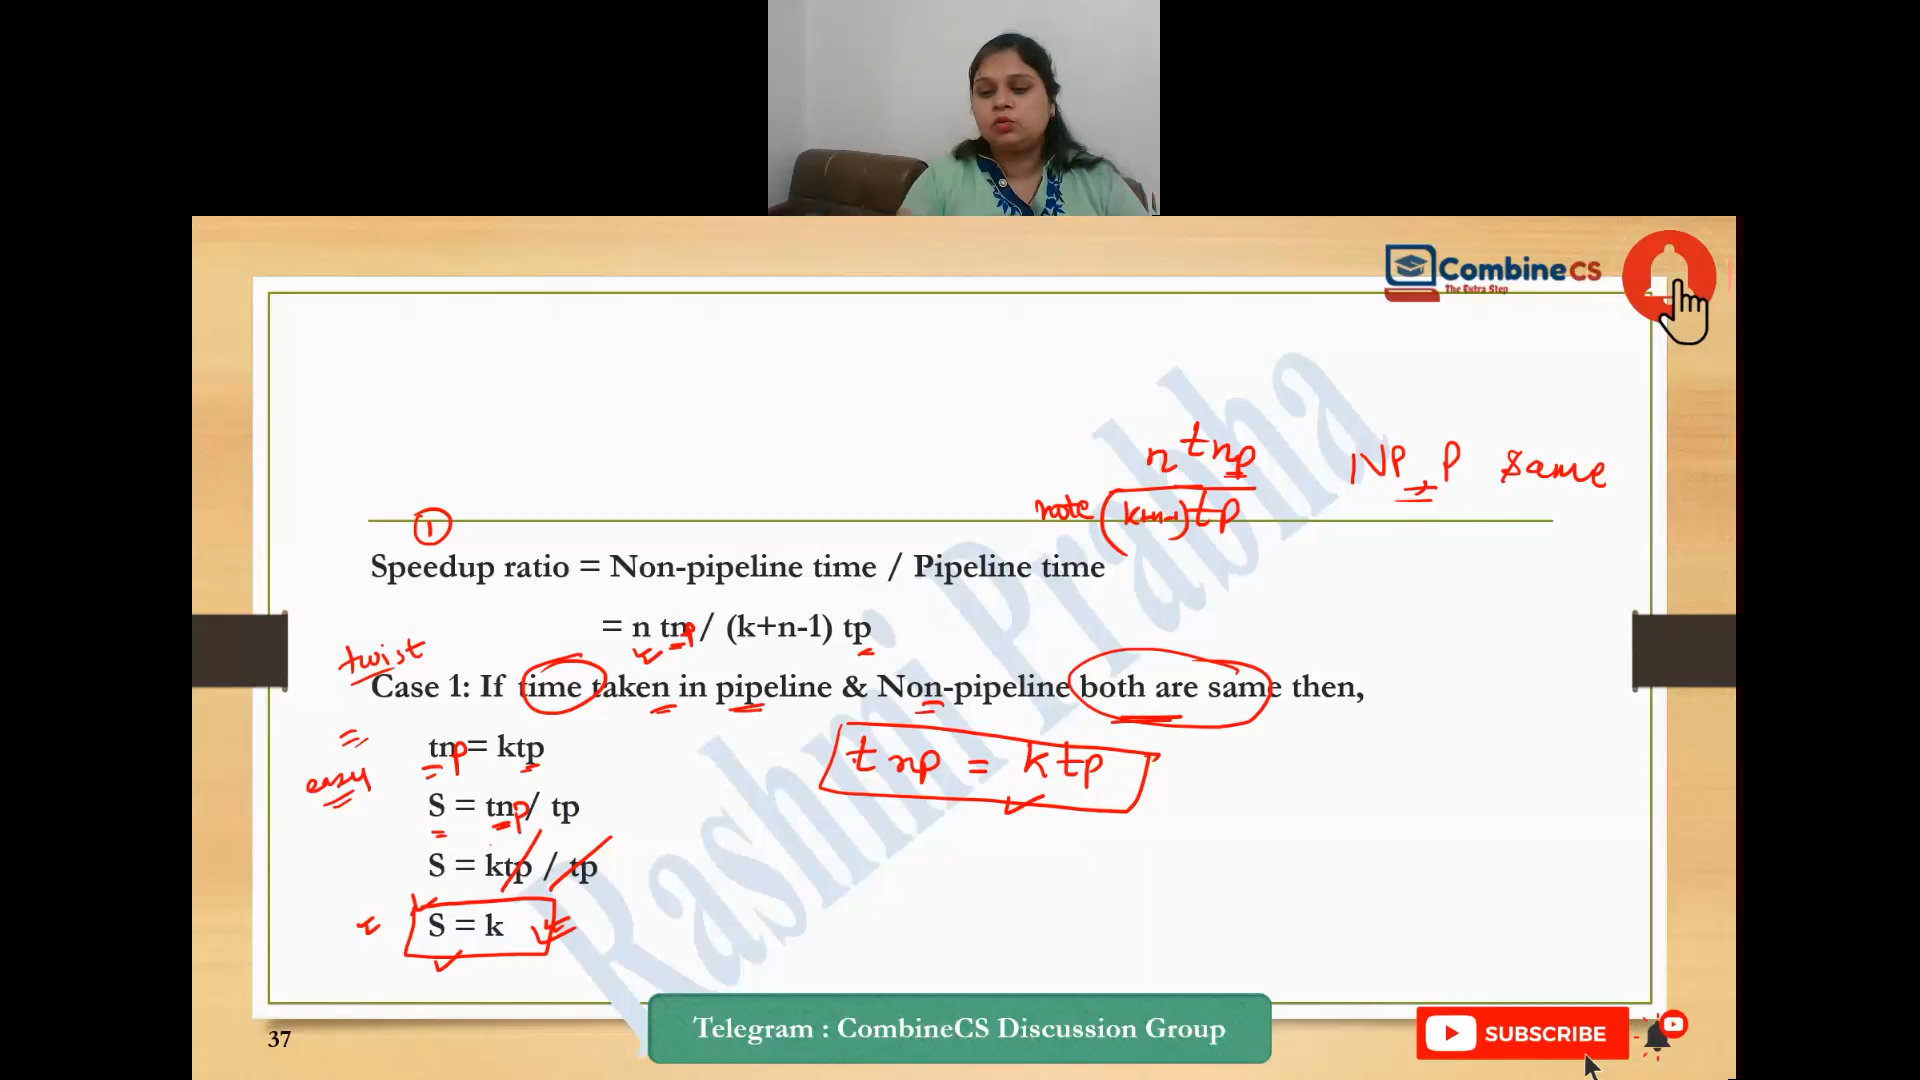 CombineCS
The Extra Step
n tnp
NP, P same
note (k+n-1) tp
1
Speedup ratio = Non-pipeline time / Pipeline time
= n tnp / (k+n-1) tp
twist
Case 1: If time taken in pipeline & Non-pipeline both are same then,
tnp = ktp
tnp = ktp
easy
S = tnp / tp
S = ktp / tp
S = k
Rashmi Prabha
37
Telegram : CombineCS Discussion Group
SUBSCRIBE